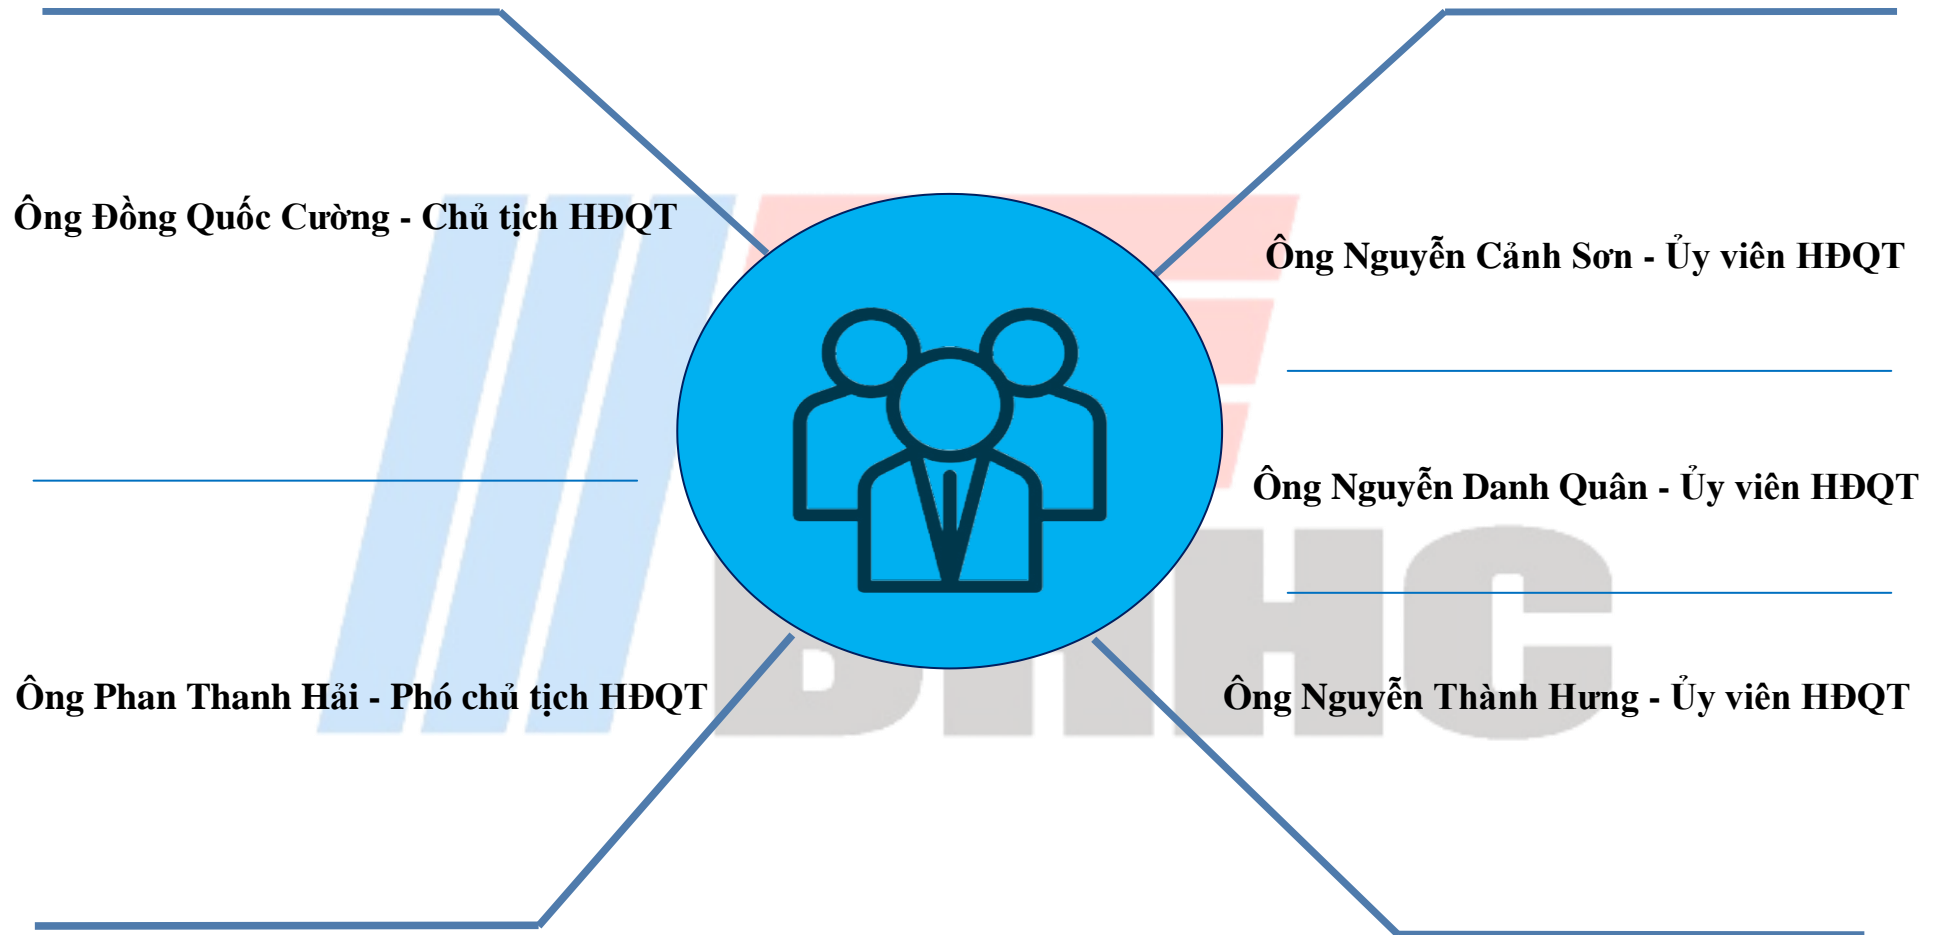 Ông Đồng Quốc Cường - Chủ tịch HĐQT
Ông Phan Thanh Hải - Phó chủ tịch HĐQT
Ông Nguyễn Cảnh Sơn - Ủy viên HĐQT
Ông Nguyễn Danh Quân - Ủy viên HĐQT
Ông Nguyễn Thành Hưng - Ủy viên HĐQT